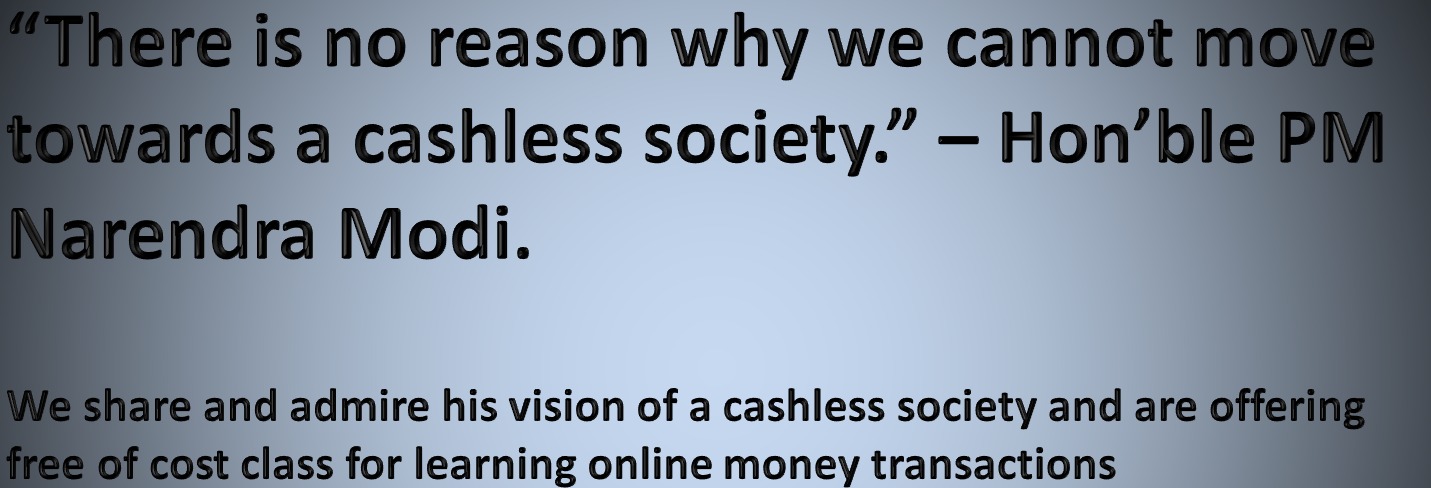 “There is no reason why we cannot move
towards a cashless society.” – Hon’ble PM
Narendra Modi.
We share and admire his vision of a cashless society and are offering
free of cost class for learning online money transactions